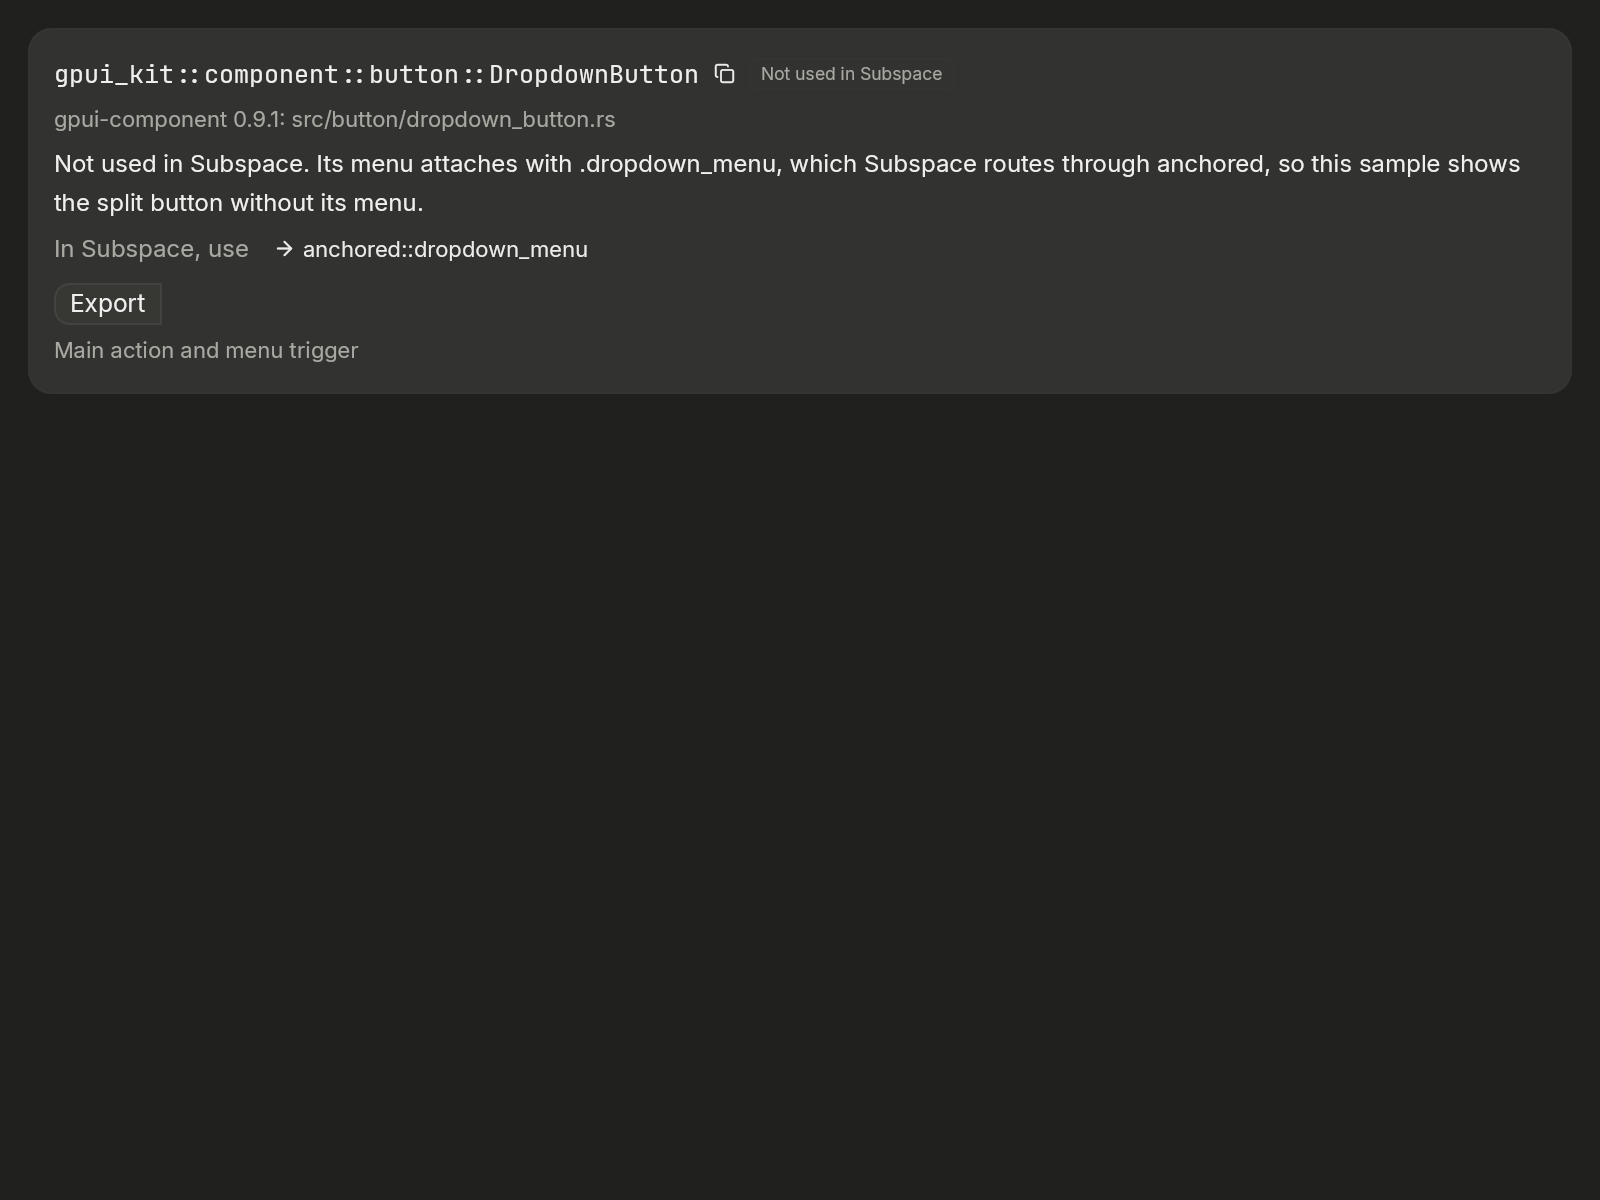 gpui_kit::component::button::DropdownButton Not used in Subspace
gpui-component 0.9.1: src/button/dropdown_button.rs
Not used in Subspace. Its menu attaches with .dropdown_menu, which Subspace routes through anchored, so this sample shows
the split button without its menu.
In Subspace, use → anchored::dropdown_menu
Export
Main action and menu trigger